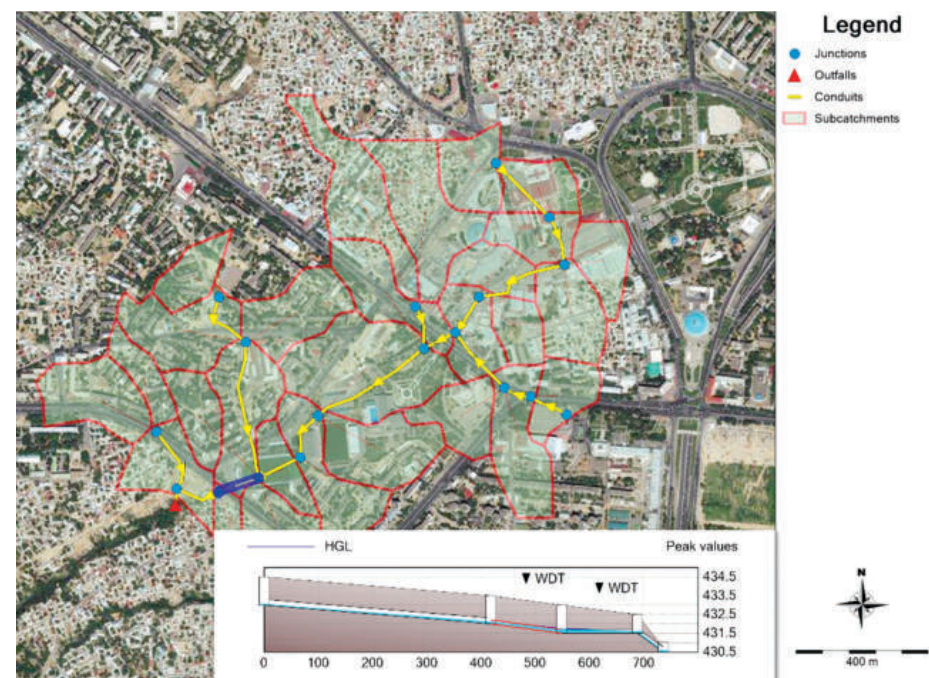 Legend
Junctions
Outfalls
Conduits
Subcatchments
HGL
Peak values
WDT
WDT
434.5
433.5
432.5
431.5
430.5
0 100 200 300 400 500 600 700
N
400 m